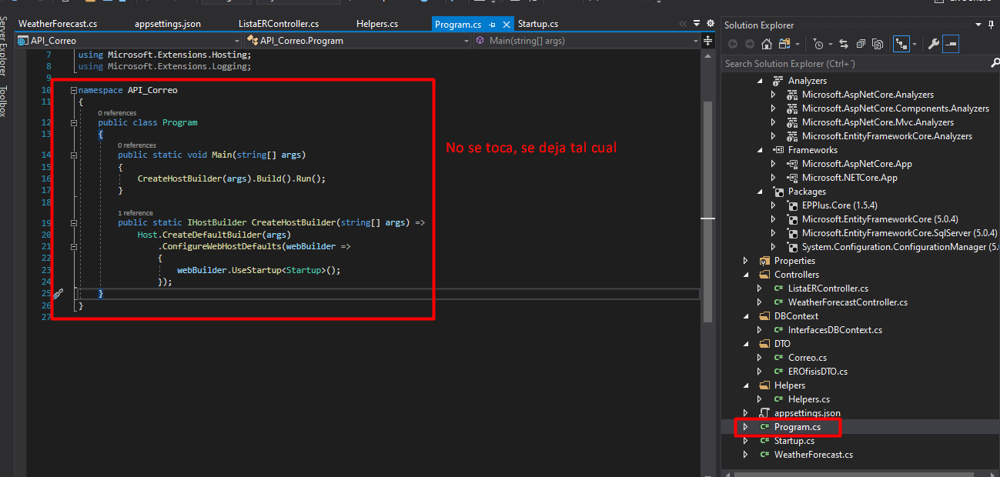 Server Explorer
Toolbox
WeatherForecast.cs
appsettings.json
ListaERController.cs
Helpers.cs
Program.cs
Startup.cs
API_Correo
API_Correo.Program
Main(string[] args)
7 using Microsoft.Extensions.Hosting;
8 using Microsoft.Extensions.Logging;
9
10 namespace API_Correo
11 {
0 references
12 public class Program
13 {
0 references
14 public static void Main(string[] args)
15 {
16 CreateHostBuilder(args).Build().Run();
17 }
18
1 reference
19 public static IHostBuilder CreateHostBuilder(string[] args) =>
20 Host.CreateDefaultBuilder(args)
21 .ConfigureWebHostDefaults(webBuilder =>
22 {
23 webBuilder.UseStartup<Startup>();
24 });
25 }
26 }
27
No se toca, se deja tal cual
Solution Explorer
Search Solution Explorer (Ctrl+´)
Analyzers
Microsoft.AspNetCore.Analyzers
Microsoft.AspNetCore.Components.Analyzers
Microsoft.AspNetCore.Mvc.Analyzers
Microsoft.EntityFrameworkCore.Analyzers
Frameworks
Microsoft.AspNetCore.App
Microsoft.NETCore.App
Packages
EPPlus.Core (1.5.4)
Microsoft.EntityFrameworkCore (5.0.4)
Microsoft.EntityFrameworkCore.SqlServer (5.0.4)
System.Configuration.ConfigurationManager (5.0
Properties
Controllers
C# ListaERController.cs
C# WeatherForecastController.cs
DBContext
C# InterfacesDBContext.cs
DTO
C# Correo.cs
C# EROfisisDTO.cs
Helpers
C# Helpers.cs
appsettings.json
C# Program.cs
C# Startup.cs
C# WeatherForecast.cs